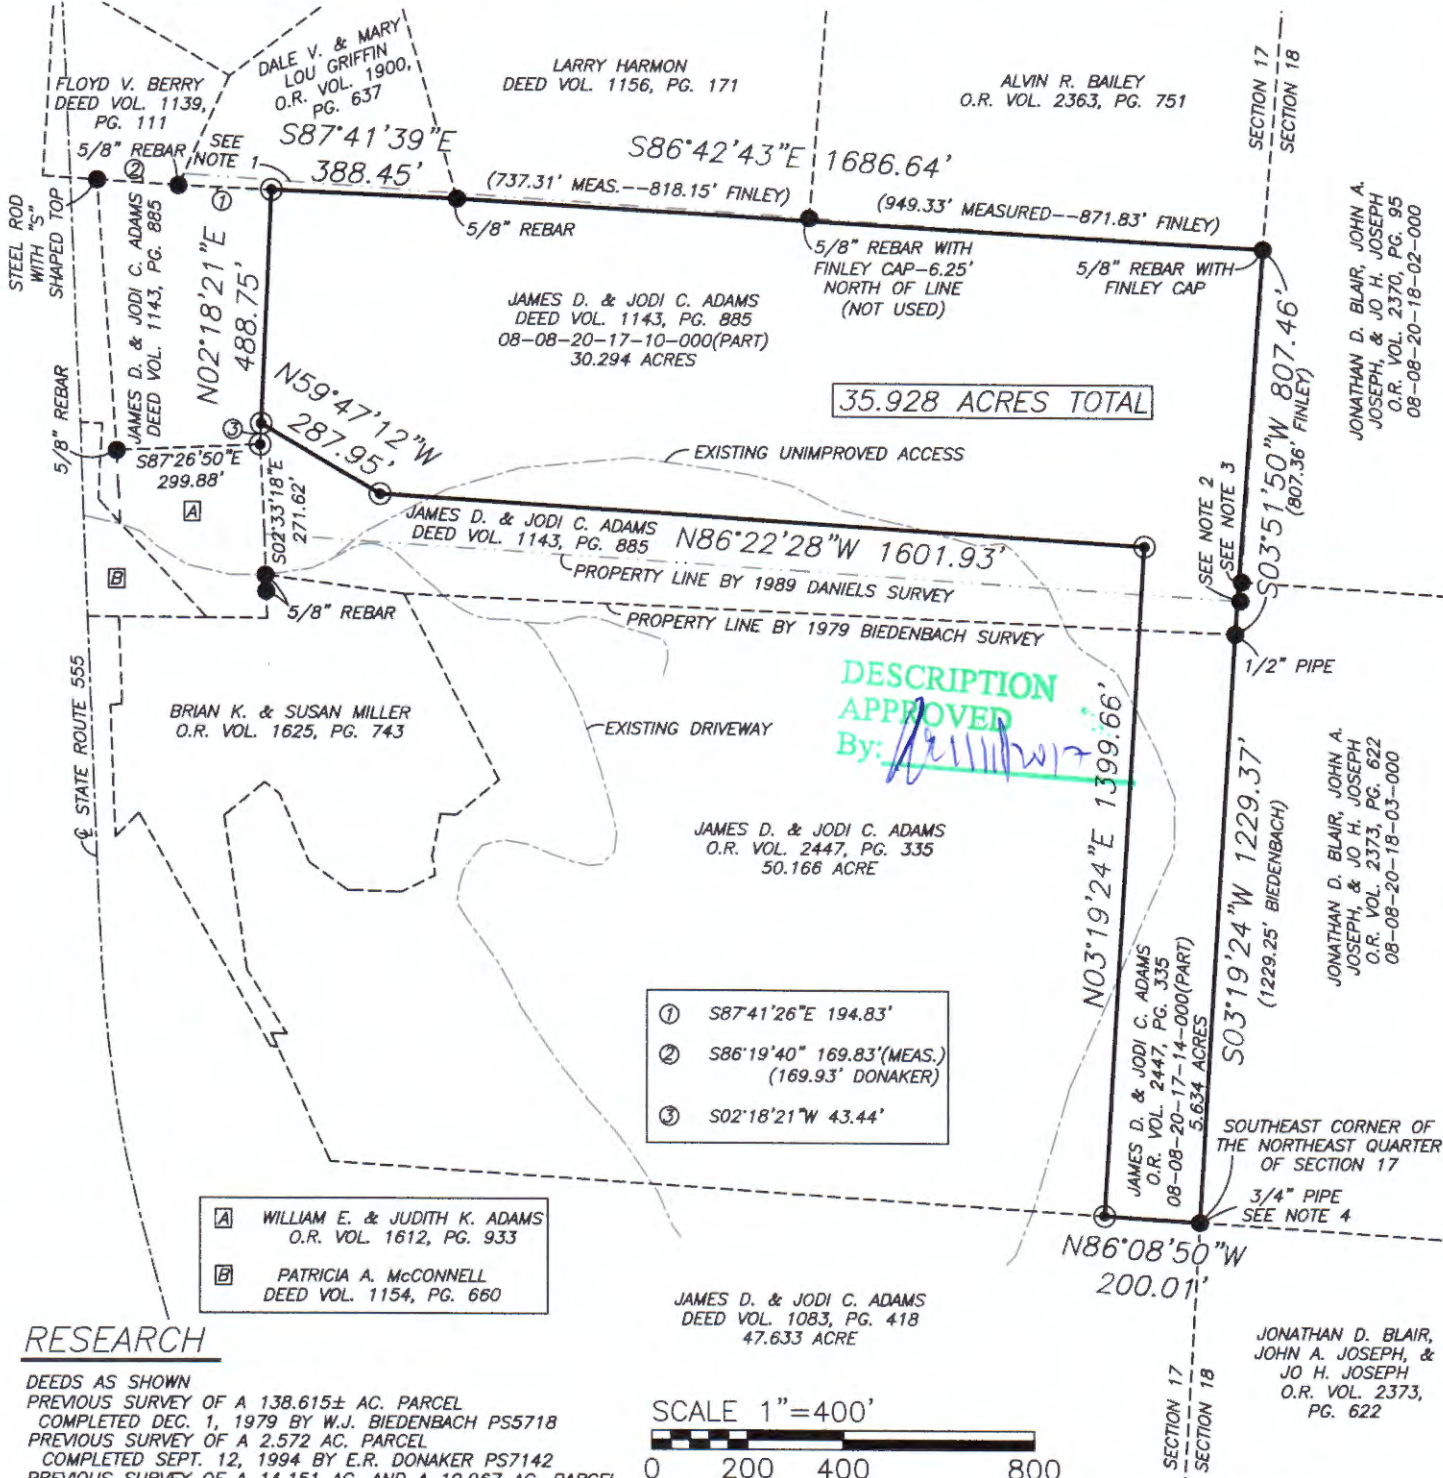 FLOYD V. BERRY
DEED VOL. 1139,
PG. 111
DALE V. & MARY
LOU GRIFFIN
O.R. VOL. 1900,
PG. 637
LARRY HARMON
DEED VOL. 1156, PG. 171
ALVIN R. BAILEY
O.R. VOL. 2363, PG. 751
SECTION 17
SECTION 18
5/8" REBAR
SEE
NOTE 1
S87°41'39"E
388.45'
S86°42'43"E 1686.64'
(737.31' MEAS.--818.15' FINLEY)
(949.33' MEASURED--871.83' FINLEY)
②
①
STEEL ROD
WITH "S"
SHAPED TOP
JAMES D. & JODI C. ADAMS
DEED VOL. 1143, PG. 885
N02°18'21"E
488.75'
5/8" REBAR
5/8" REBAR WITH
FINLEY CAP-6.25'
NORTH OF LINE
(NOT USED)
5/8" REBAR WITH
FINLEY CAP
JONATHAN D. BLAIR, JOHN A.
JOSEPH, & JO H. JOSEPH
O.R. VOL. 2370, PG. 95
08-08-20-18-02-000
JAMES D. & JODI C. ADAMS
DEED VOL. 1143, PG. 885
08-08-20-17-10-000(PART)
30.294 ACRES
35.928 ACRES TOTAL
S03°51'50"W 807.46'
(807.36' FINLEY)
N59°47'12"W
287.95'
5/8" REBAR
③
S87°26'50"E
299.88'
S02°33'18"E
271.62'
A
B
EXISTING UNIMPROVED ACCESS
SEE NOTE 2
SEE NOTE 3
JAMES D. & JODI C. ADAMS
DEED VOL. 1143, PG. 885
N86°22'28"W 1601.93'
PROPERTY LINE BY 1989 DANIELS SURVEY
5/8" REBAR
PROPERTY LINE BY 1979 BIEDENBACH SURVEY
1/2" PIPE
℄ STATE ROUTE 555
BRIAN K. & SUSAN MILLER
O.R. VOL. 1625, PG. 743
EXISTING DRIVEWAY
DESCRIPTION
APPROVED
By:
N03°19'24"E 1399.66'
S03°19'24"W 1229.37'
(1229.25' BIEDENBACH)
JONATHAN D. BLAIR, JOHN A.
JOSEPH, & JO H. JOSEPH
O.R. VOL. 2373, PG. 622
08-08-20-18-03-000
JAMES D. & JODI C. ADAMS
O.R. VOL. 2447, PG. 335
50.166 ACRE
① S87°41'26"E 194.83'
② S86°19'40" 169.83'(MEAS.)
(169.93' DONAKER)
③ S02°18'21"W 43.44'
JAMES D. & JODI C. ADAMS
O.R. VOL. 2447, PG. 335
08-08-20-17-14-000(PART)
5.634 ACRES
SOUTHEAST CORNER OF
THE NORTHEAST QUARTER
OF SECTION 17
3/4" PIPE
SEE NOTE 4
N86°08'50"W
200.01'
A WILLIAM E. & JUDITH K. ADAMS
O.R. VOL. 1612, PG. 933
B PATRICIA A. McCONNELL
DEED VOL. 1154, PG. 660
JAMES D. & JODI C. ADAMS
DEED VOL. 1083, PG. 418
47.633 ACRE
JONATHAN D. BLAIR,
JOHN A. JOSEPH, &
JO H. JOSEPH
O.R. VOL. 2373,
PG. 622
SECTION 17
SECTION 18
RESEARCH
DEEDS AS SHOWN
PREVIOUS SURVEY OF A 138.615± AC. PARCEL
COMPLETED DEC. 1, 1979 BY W.J. BIEDENBACH PS5718
PREVIOUS SURVEY OF A 2.572 AC. PARCEL
COMPLETED SEPT. 12, 1994 BY E.R. DONAKER PS7142
PREVIOUS SURVEY OF A 14.151 AC. AND A
SCALE 1"=400'
0 200 400 800